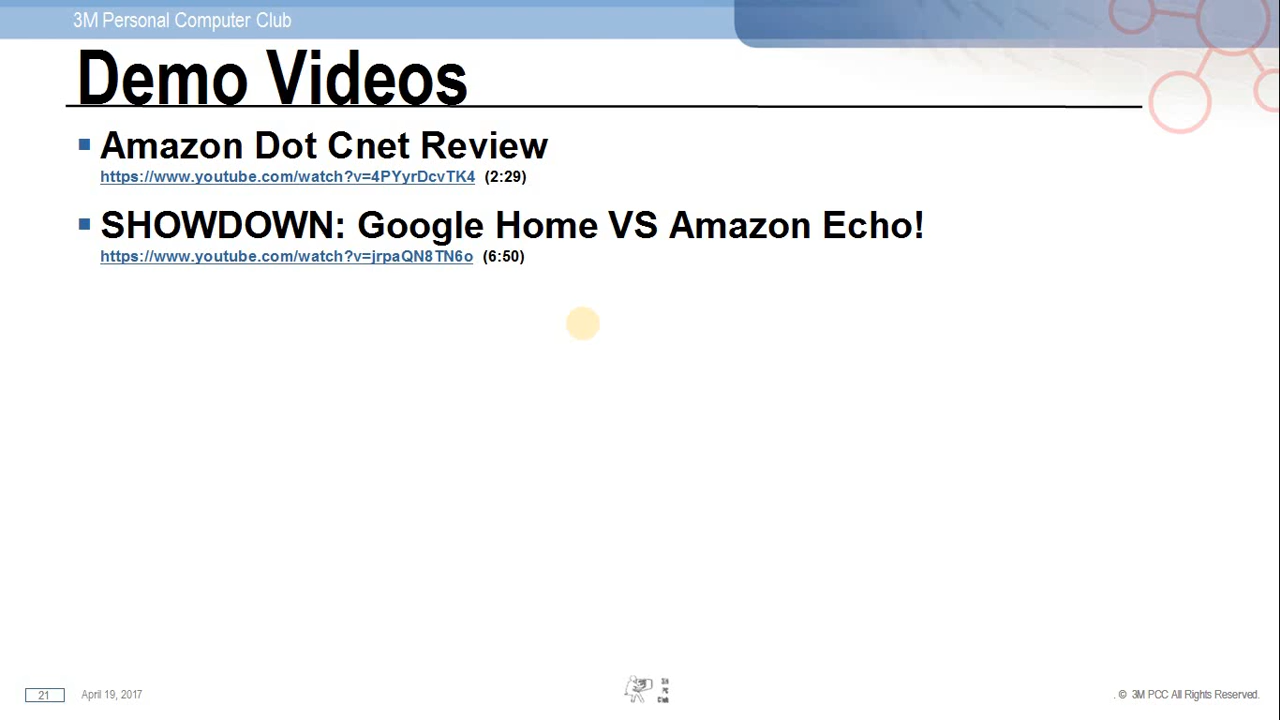 3M Personal Computer Club
Demo Videos
Amazon Dot Cnet Review
https://www.youtube.com/watch?v=4PYyrDcvTK4 (2:29)
SHOWDOWN: Google Home VS Amazon Echo!
https://www.youtube.com/watch?v=jrpaQN8TN6o (6:50)
21 April 19, 2017
. © 3M PCC All Rights Reserved.